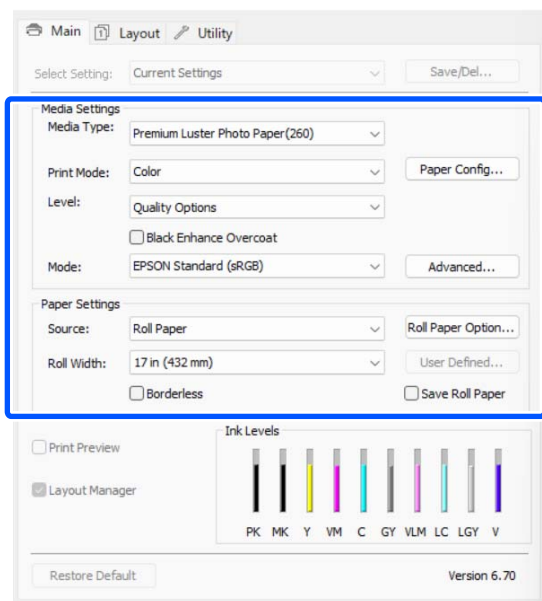 Main Layout Utility
Select Setting: Current Settings Save/Del...
Media Settings
Media Type: Premium Luster Photo Paper(260)
Print Mode: Color Paper Config...
Level: Quality Options
Black Enhance Overcoat
Mode: EPSON Standard (sRGB) Advanced...
Paper Settings
Source: Roll Paper Roll Paper Option...
Roll Width: 17 in (432 mm) User Defined...
Borderless Save Roll Paper
Ink Levels
Print Preview
Layout Manager
PK MK Y VM C GY VLM LC LGY V
Restore Default Version 6.70